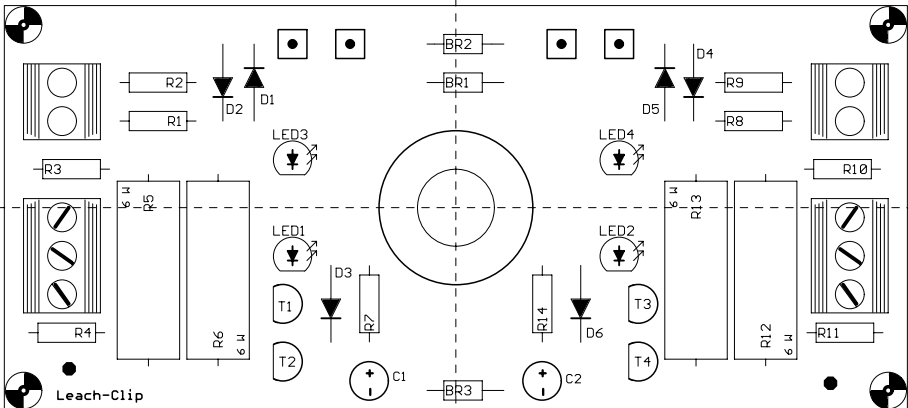 BR2
D4
R2
BR1
R9
D2
D1
D5
R1
R8
LED3
LED4
R3
R10
6 W
R5
6 W
R13
LED1
LED2
D3
T1
T3
R7
R14
D6
R4
R6
6 W
R12
6 W
R11
T2
T4
+
-
C1
+
-
C2
BR3
Leach-Clip